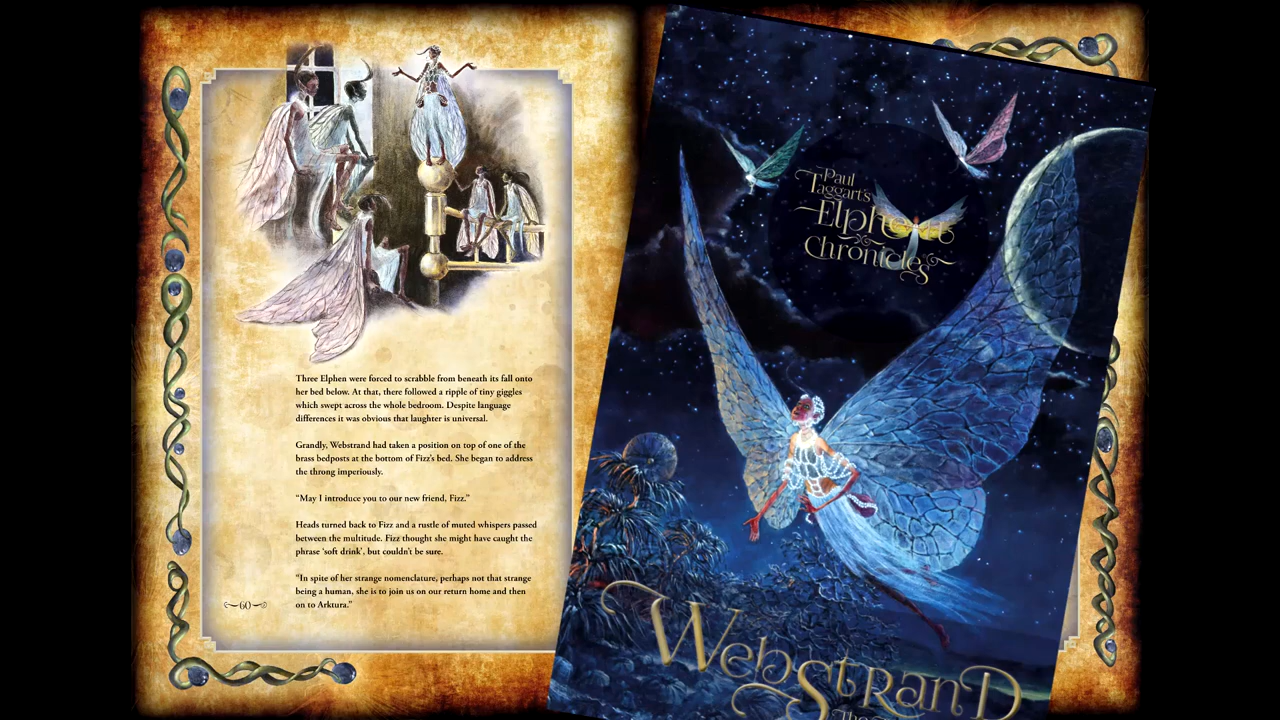 Three Elphen were forced to scrabble from beneath its fall onto
her bed below. At that, there followed a ripple of tiny giggles
which swept across the whole bedroom. Despite language
differences it was obvious that laughter is universal.
Grandly, Webstrand had taken a position on top of one of the
brass bedposts at the bottom of Fizz's bed. She began to address
the throng imperiously.
“May I introduce you to our new friend, Fizz.”
Heads turned back to Fizz and a rustle of muted whispers passed
between the multitude. Fizz thought she might have caught the
phrase ‘soft drink’, but couldn't be sure.
“In spite of her strange nomenclature, perhaps not that strange
being a human, she is to join us on our return home and then
on to Arktura.”
60
Paul
Taggart's
Chronicles
WebStranD
The